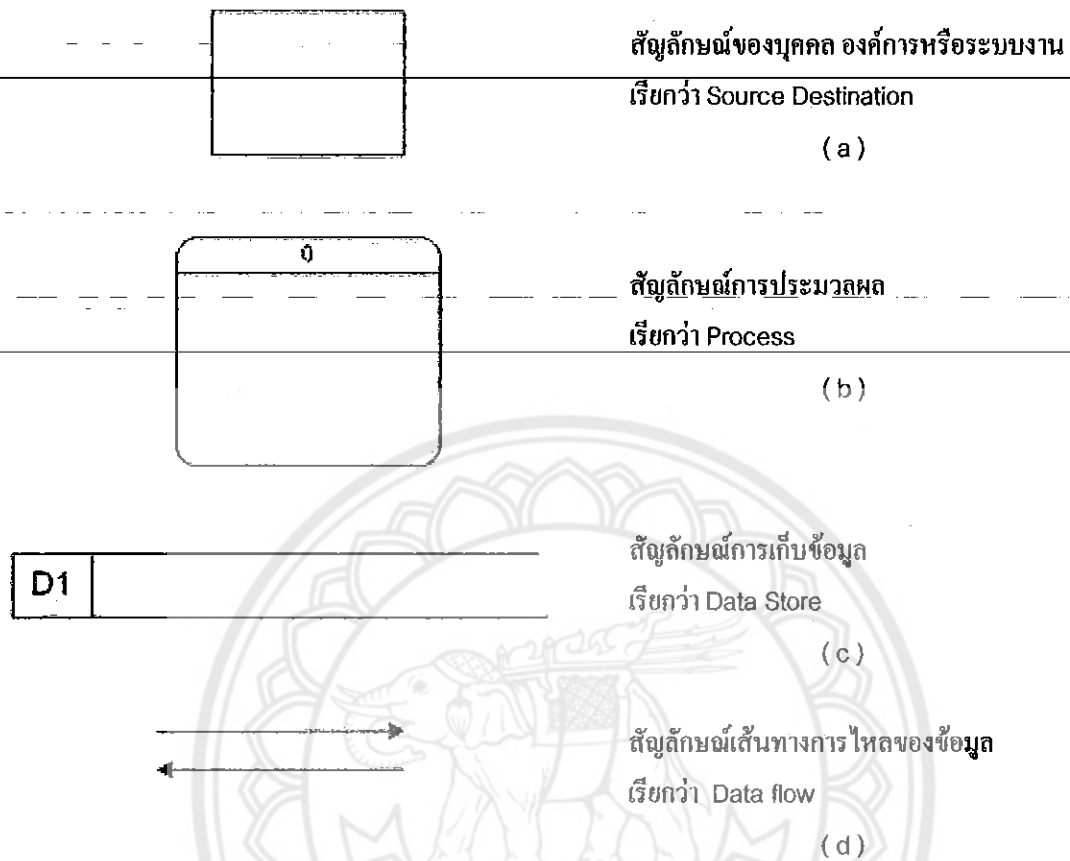 สัญลักษณ์ของบุคคล องค์การหรือระบบงาน
เรียกว่า Source Destination
(a)
0
สัญลักษณ์การประมวลผล
เรียกว่า Process
(b)
D1
สัญลักษณ์การเก็บข้อมูล
เรียกว่า Data Store
(c)
สัญลักษณ์เส้นทางการไหลของข้อมูล
เรียกว่า Data flow
(d)